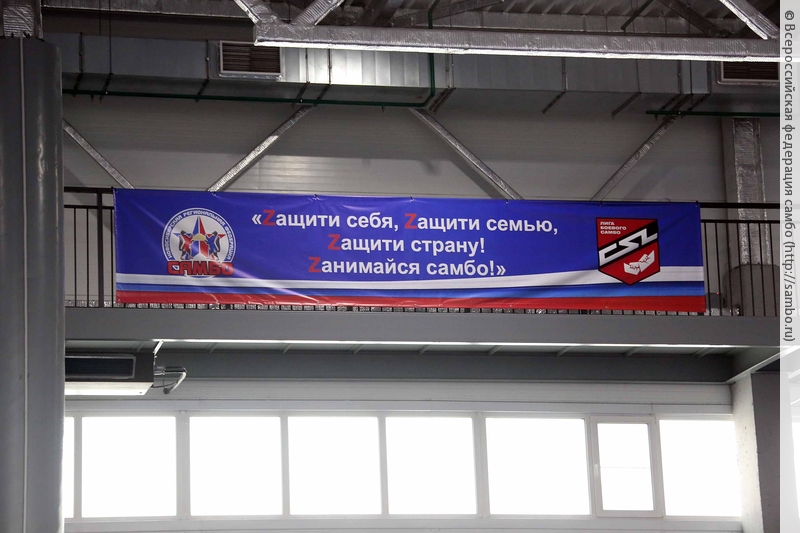 «Zащити себя, Zащити семью,
Zащити страну!
Zанимайся самбо!»
САМБО
ЛИГА
БОЕВОГО
САМБО
CSL
© Всероссийская федерация самбо (http://sambo.ru)